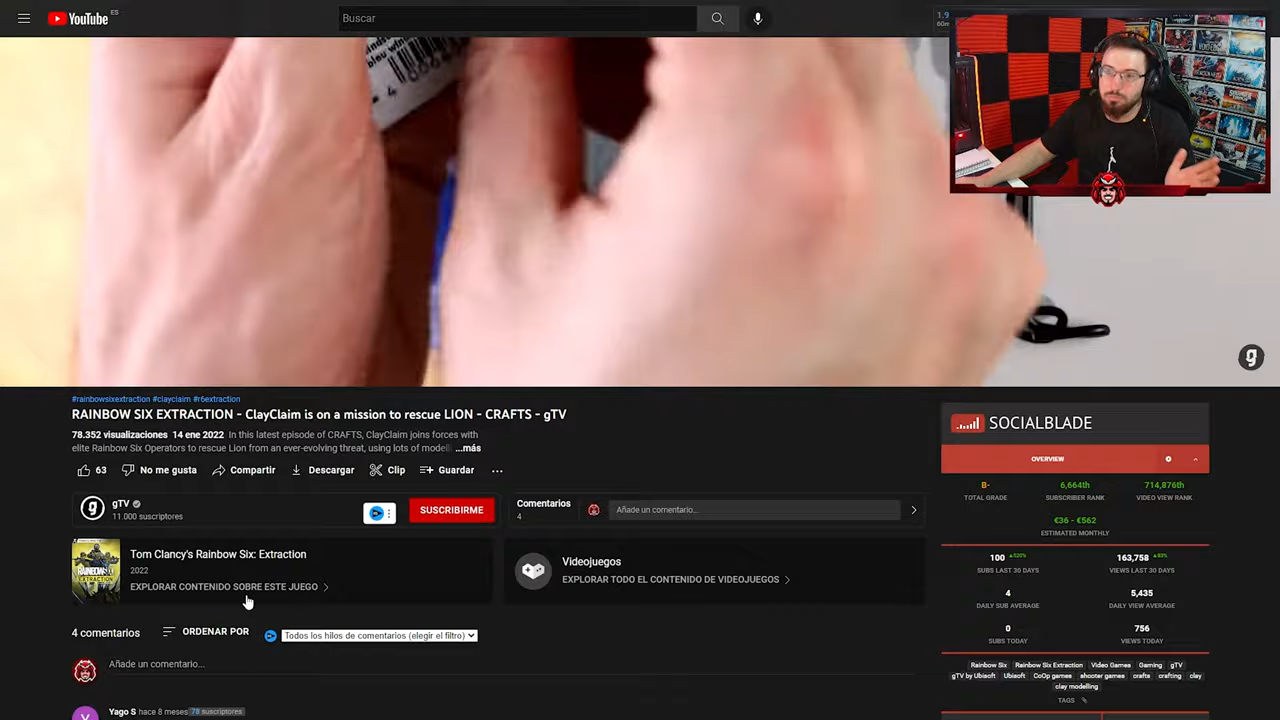 YouTube ES
Buscar
1.9
#rainbowsixextraction #clayclaim #r6extraction
RAINBOW SIX EXTRACTION - ClayClaim is on a mission to rescue LION - CRAFTS - gTV
78.352 visualizaciones 14 ene 2022 In this latest episode of CRAFTS, ClayClaim joins forces with
elite Rainbow Six Operators to rescue Lion from an ever-evolving threat, using lots of modelli ...más
63 No me gusta Compartir Descargar Clip Guardar ...
gTV
11.000 suscriptores
SUSCRIBIRME
Comentarios
4
Añade un comentario...
Tom Clancy's Rainbow Six: Extraction
2022
EXPLORAR CONTENIDO SOBRE ESTE JUEGO
Videojuegos
EXPLORAR TODO EL CONTENIDO DE VIDEOJUEGOS
4 comentarios ORDENAR POR Todos los hilos de comentarios (elegir el filtro)
Añade un comentario...
Yago S hace 8 meses 78 suscriptores
SOCIALBLADE
OVERVIEW
B- 6,664th 714,876th
TOTAL GRADE SUBSCRIBER RANK VIDEO VIEW RANK
€36 - €562
ESTIMATED MONTHLY
100 163,758
SUBS LAST 30 DAYS VIEWS LAST 30 DAYS
4 5,435
DAILY SUB AVERAGE DAILY VIEW AVERAGE
0 756
SUBS TODAY VIEWS TODAY
Rainbow Six Rainbow Six Extraction Video Games Gaming gTV
gTV by Ubisoft Ubisoft CoOp games shooter games crafts crafting clay
clay modelling
TAGS